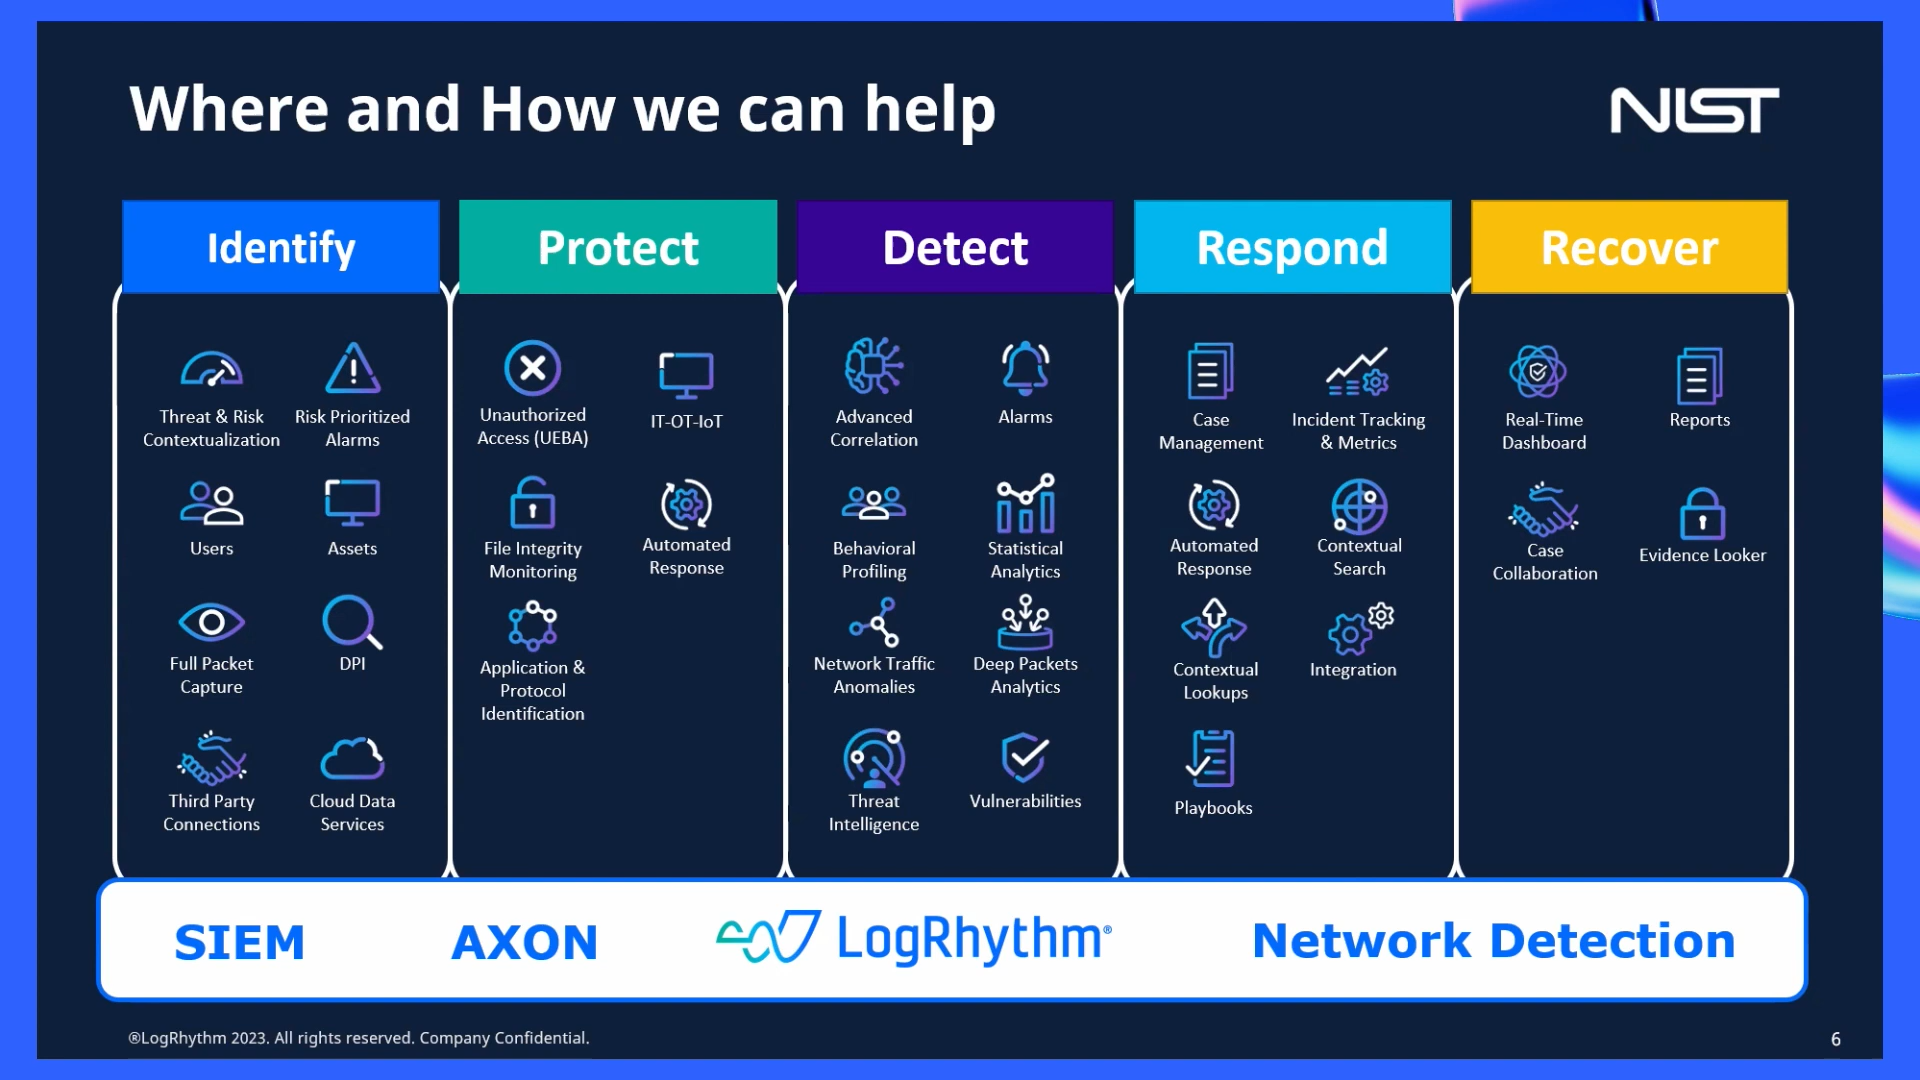 Where and How we can help
NIST
Identify
Protect
Detect
Respond
Recover
Threat & Risk
Contextualization
Risk Prioritized
Alarms
Users
Assets
Full Packet
Capture
DPI
Third Party
Connections
Cloud Data
Services
Unauthorized
Access (UEBA)
IT-OT-IoT
File Integrity
Monitoring
Automated
Response
Application &
Protocol
Identification
Advanced
Correlation
Alarms
Behavioral
Profiling
Statistical
Analytics
Network Traffic
Anomalies
Deep Packets
Analytics
Threat
Intelligence
Vulnerabilities
Case
Management
Incident Tracking
& Metrics
Automated
Response
Contextual
Search
Contextual
Lookups
Integration
Playbooks
Real-Time
Dashboard
Reports
Case
Collaboration
Evidence Looker
SIEM
AXON
LogRhythm®
Network Detection
®LogRhythm 2023. All rights reserved. Company Confidential.
6